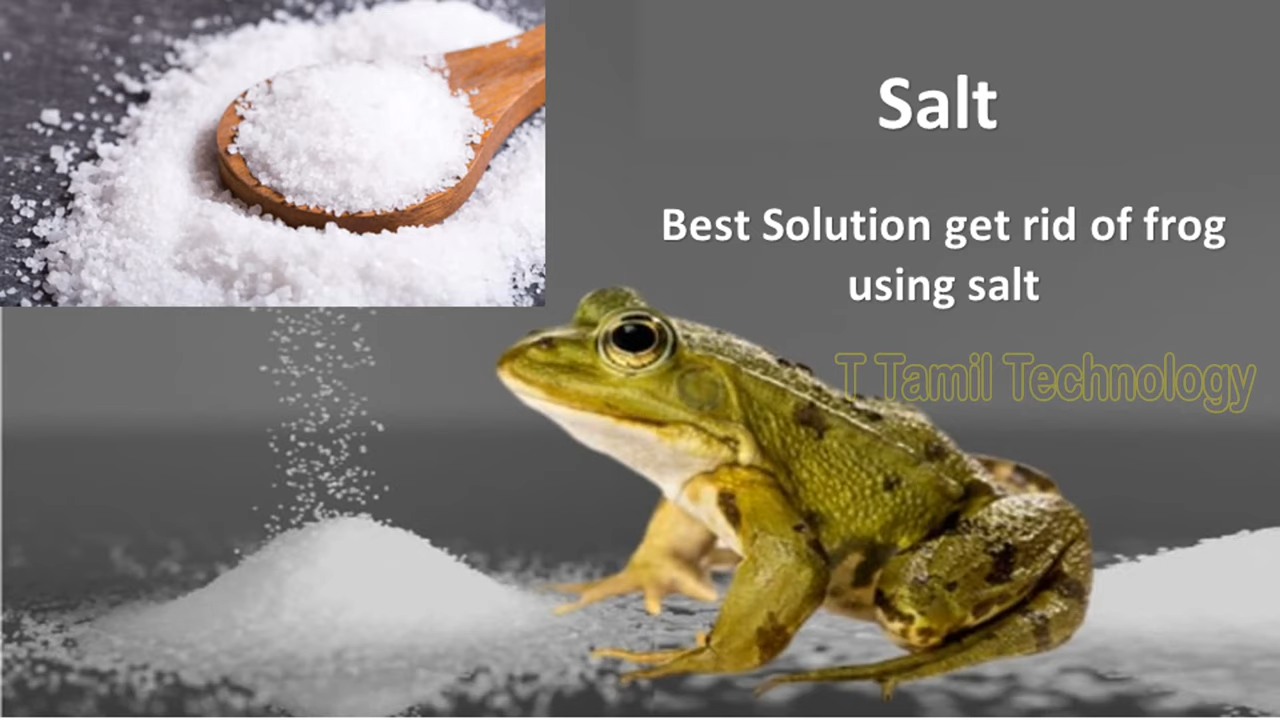 Salt
Best Solution get rid of frog
using salt
T Tamil Technology